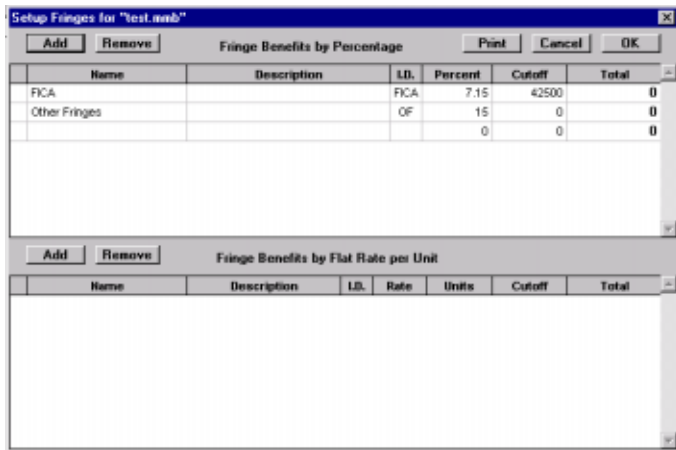 Setup Fringes for "test.mmb"
Add Remove Fringe Benefits by Percentage Print Cancel OK
Name Description I.D. Percent Cutoff Total
FICA FICA 7.15 42500 0
Other Fringes OF 15 0 0
0 0 0
Add Remove Fringe Benefits by Flat Rate per Unit
Name Description I.D. Rate Units Cutoff Total